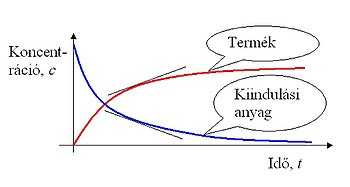 Koncent-
ráció, c
Termék
Kiindulási
anyag
Idő, t